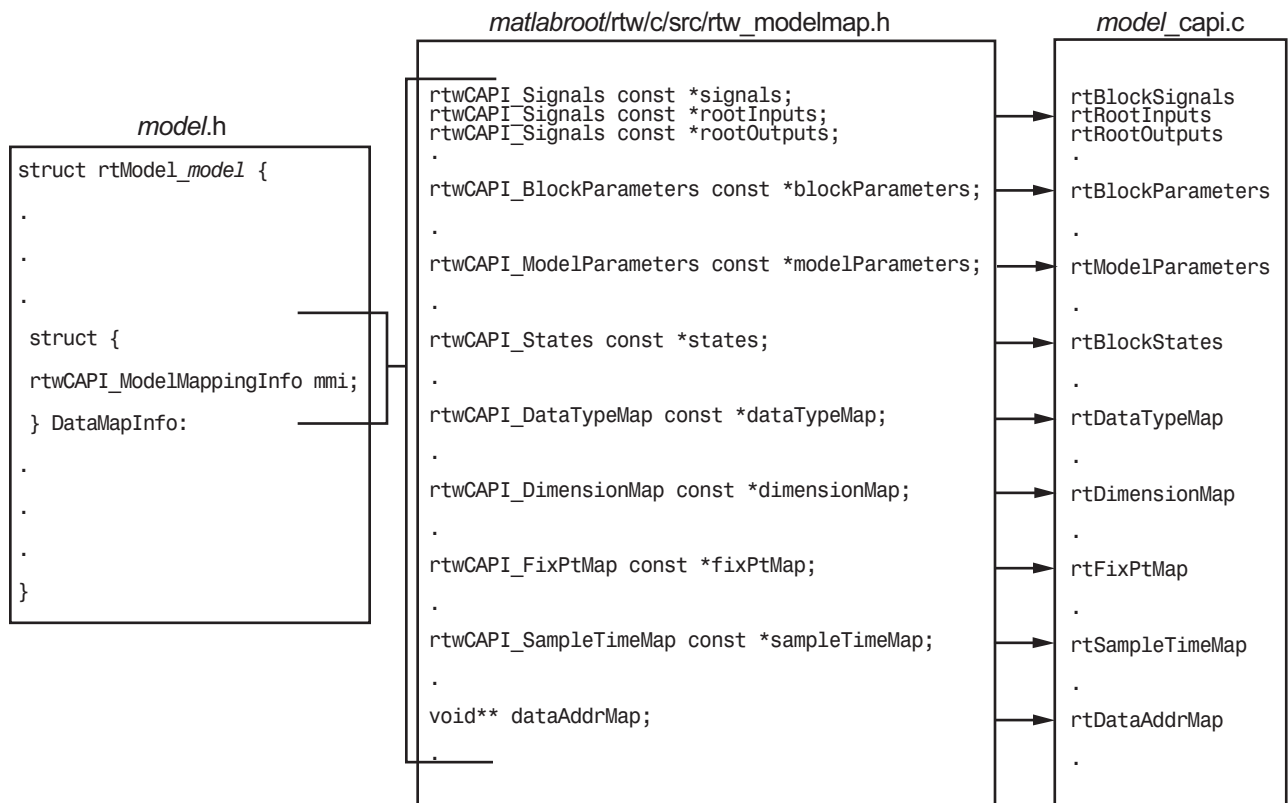 model.h
struct rtModel_model {
.
.
.
struct {
rtwCAPI_ModelMappingInfo mmi;
} DataMapInfo:
.
.
.
}
matlabroot/rtw/c/src/rtw_modelmap.h
rtwCAPI_Signals const *signals;
rtwCAPI_Signals const *rootInputs;
rtwCAPI_Signals const *rootOutputs;
.
rtwCAPI_BlockParameters const *blockParameters;
.
rtwCAPI_ModelParameters const *modelParameters;
.
rtwCAPI_States const *states;
.
rtwCAPI_DataTypeMap const *dataTypeMap;
.
rtwCAPI_DimensionMap const *dimensionMap;
.
rtwCAPI_FixPtMap const *fixPtMap;
.
rtwCAPI_SampleTimeMap const *sampleTimeMap;
.
void** dataAddrMap;
.
model_capi.c
rtBlockSignals
rtRootInputs
rtRootOutputs
.
rtBlockParameters
.
rtModelParameters
.
rtBlockStates
.
rtDataTypeMap
.
rtDimensionMap
.
rtFixPtMap
.
rtSampleTimeMap
.
rtDataAddrMap
.